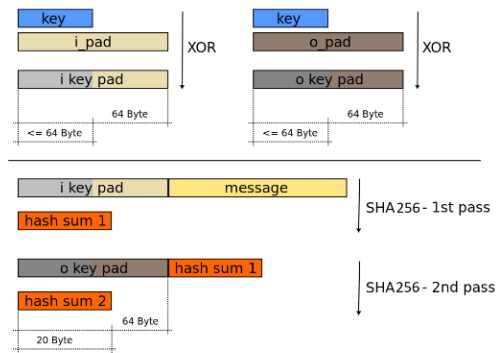 key
i_pad
XOR
i key pad
64 Byte
<= 64 Byte
key
o_pad
XOR
o key pad
64 Byte
<= 64 Byte
i key pad message
SHA256 - 1st pass
hash sum 1
o key pad hash sum 1
SHA256 - 2nd pass
hash sum 2
64 Byte
20 Byte